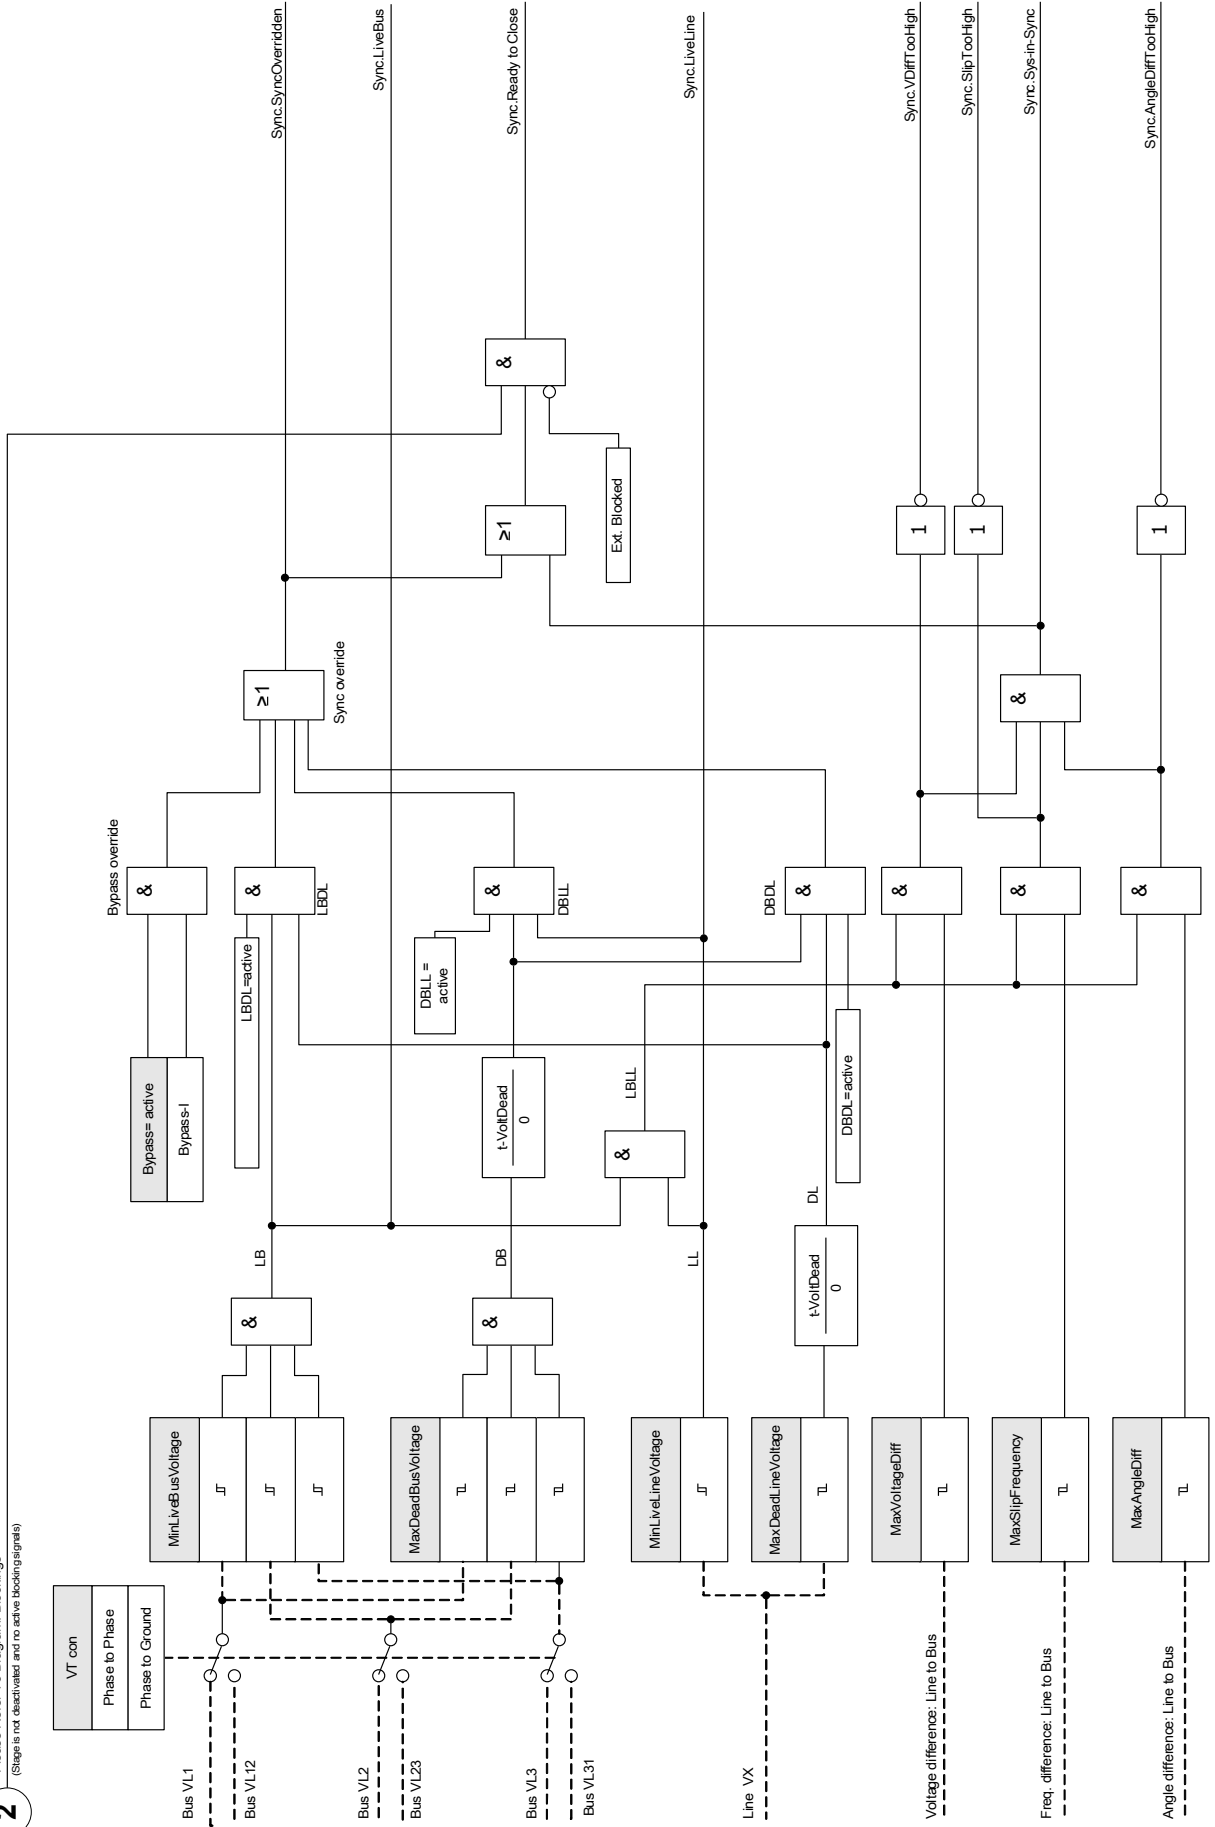 2
(Stage is not deactivated and no active blocking signals)
VT con
Phase to Phase
Phase to Ground
Bus VL1
Bus VL12
Bus VL2
Bus VL23
Bus VL3
Bus VL31
Line VX
Voltage difference: Line to Bus
Freq. difference: Line to Bus
Angle difference: Line to Bus
MinLiveBusVoltage
MaxDeadBusVoltage
MinLiveLineVoltage
MaxDeadLineVoltage
MaxVoltageDiff
MaxSlipFrequency
MaxAngleDiff
&
&
LB
DB
LL
t-VoltDead
0
DL
Bypass= active
Bypass-I
LBDL=active
t-VoltDead
0
&
LBLL
DBLL =
active
DBDL=active
Bypass override
&
&
LBDL
&
DBLL
DBDL
&
&
&
&
≥1
Sync override
&
≥1
Ext. Blocked
1
1
1
&
Sync.SyncOverridden
Sync.LiveBus
Sync.Ready to Close
Sync.LiveLine
Sync.VDiffTooHigh
Sync.SlipTooHigh
Sync.Sys-in-Sync
Sync.AngleDiffTooHigh